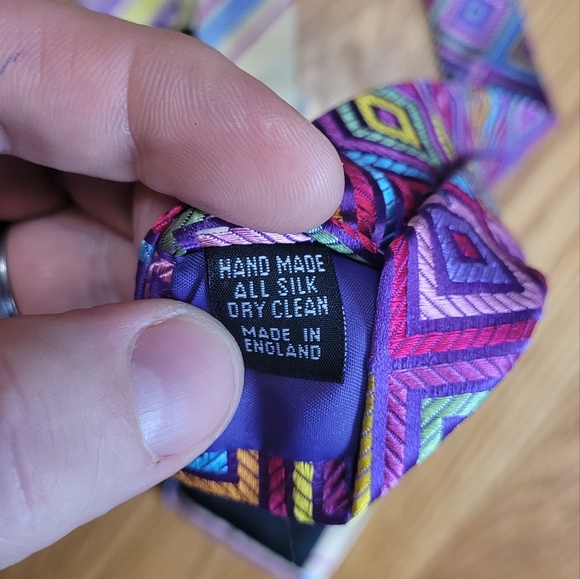 HAND MADE
ALL SILK
DRY CLEAN
MADE IN
ENGLAND